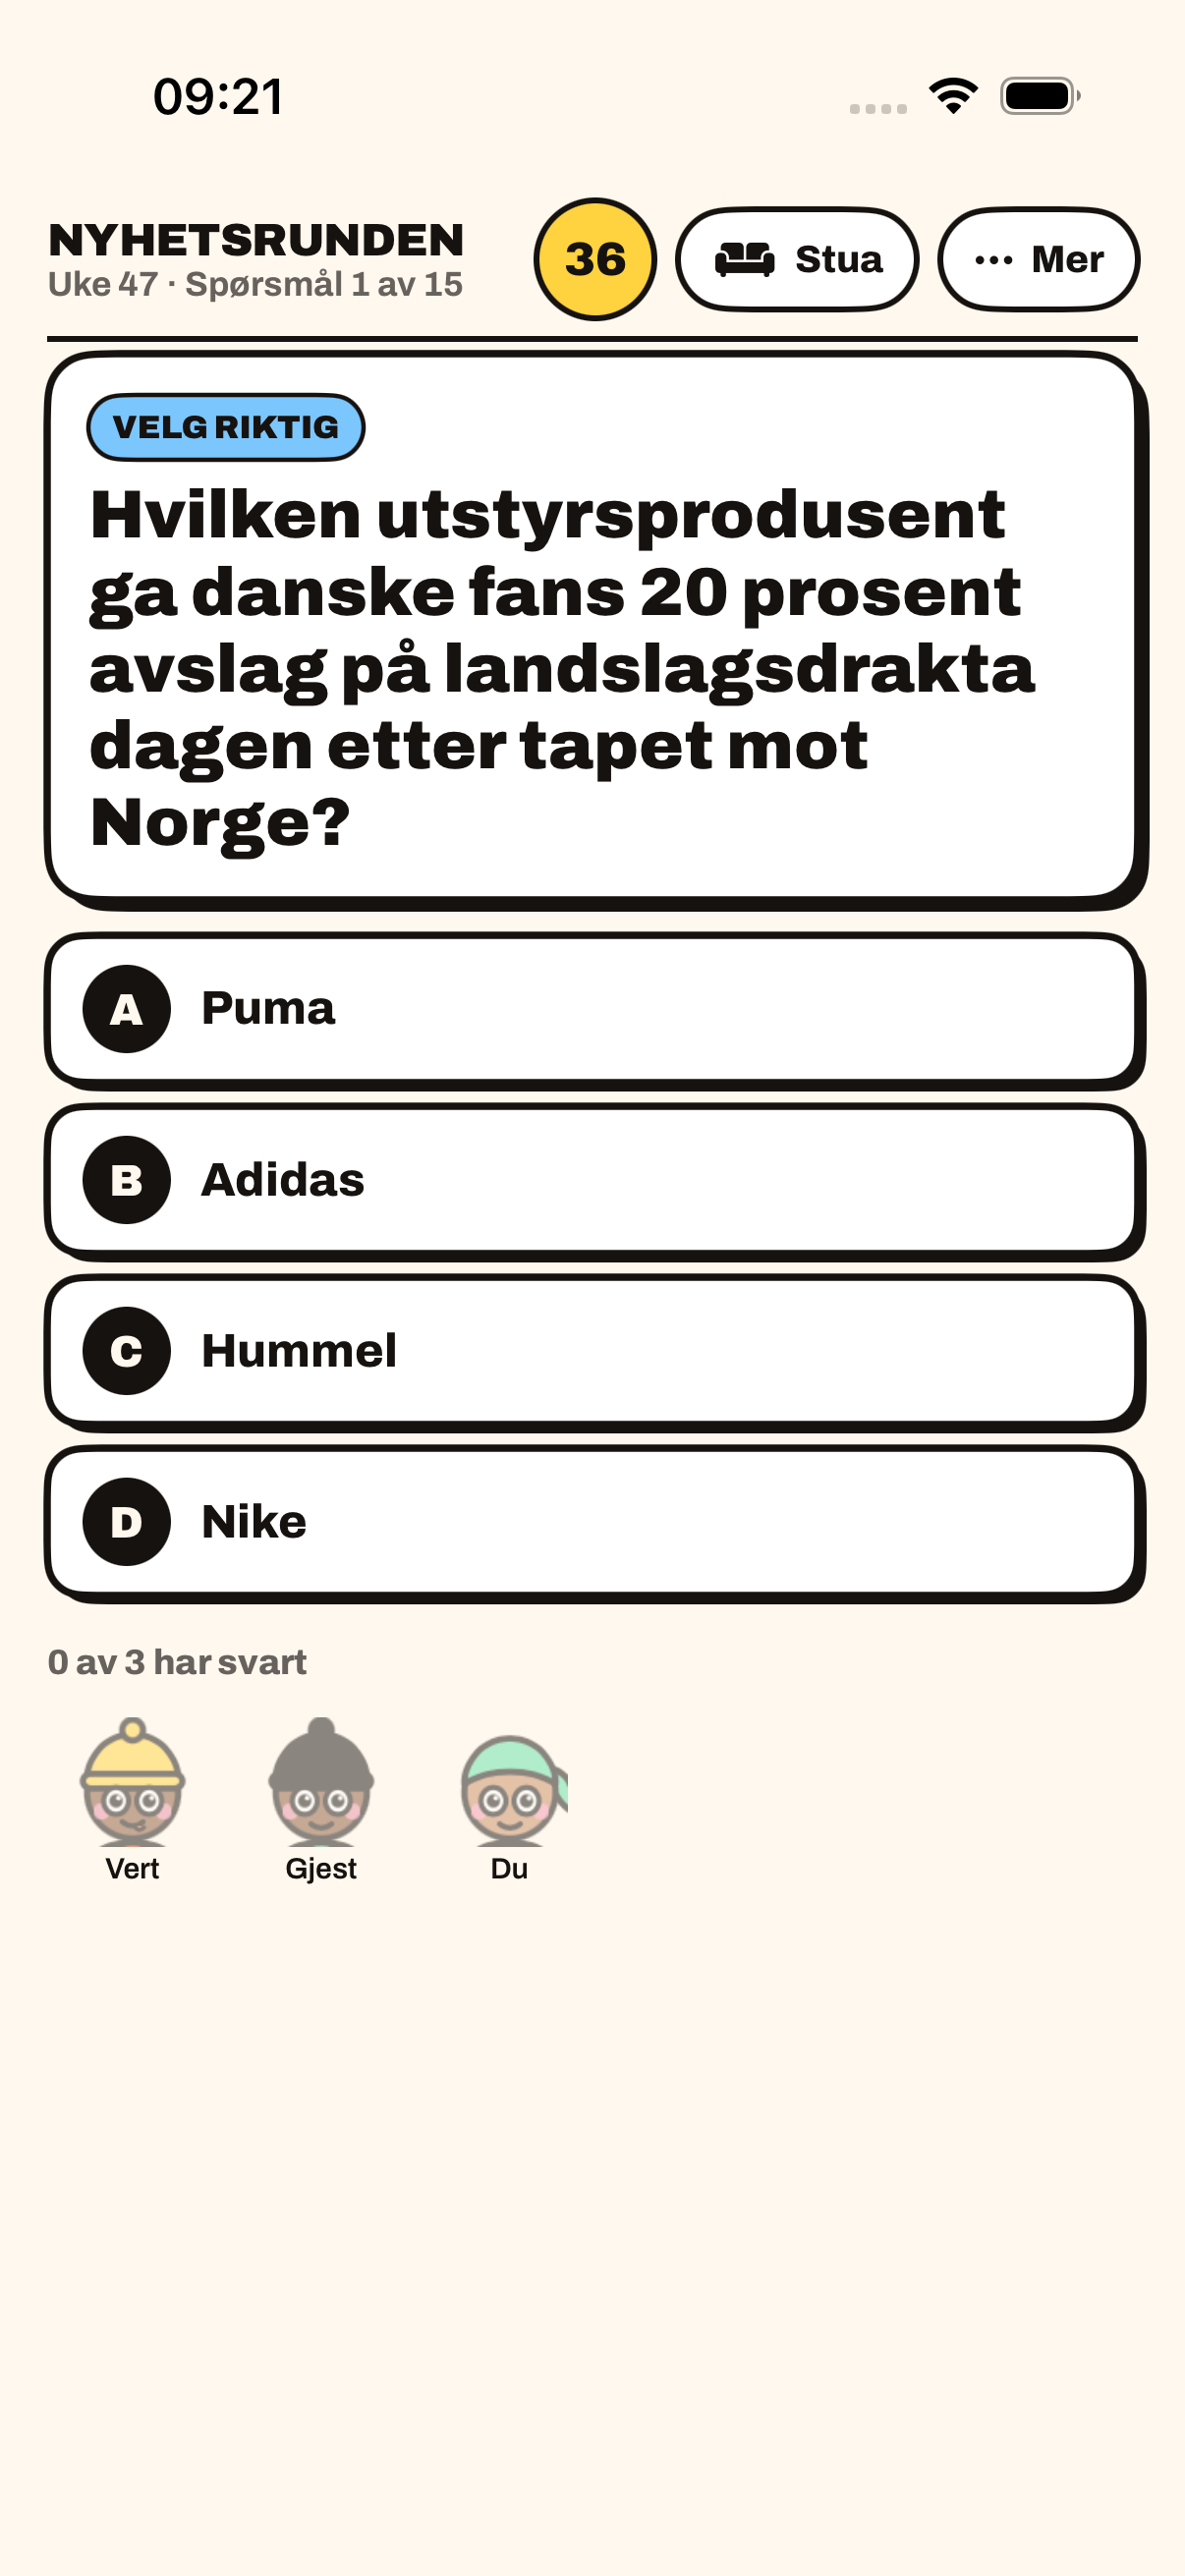 09:21
NYHETSRUNDEN
Uke 47 · Spørsmål 1 av 15
36
Stua
··· Mer
VELG RIKTIG
Hvilken utstyrsprodusent
ga danske fans 20 prosent
avslag på landslagsdrakta
dagen etter tapet mot
Norge?
A Puma
B Adidas
C Hummel
D Nike
0 av 3 har svart
Vert
Gjest
Du